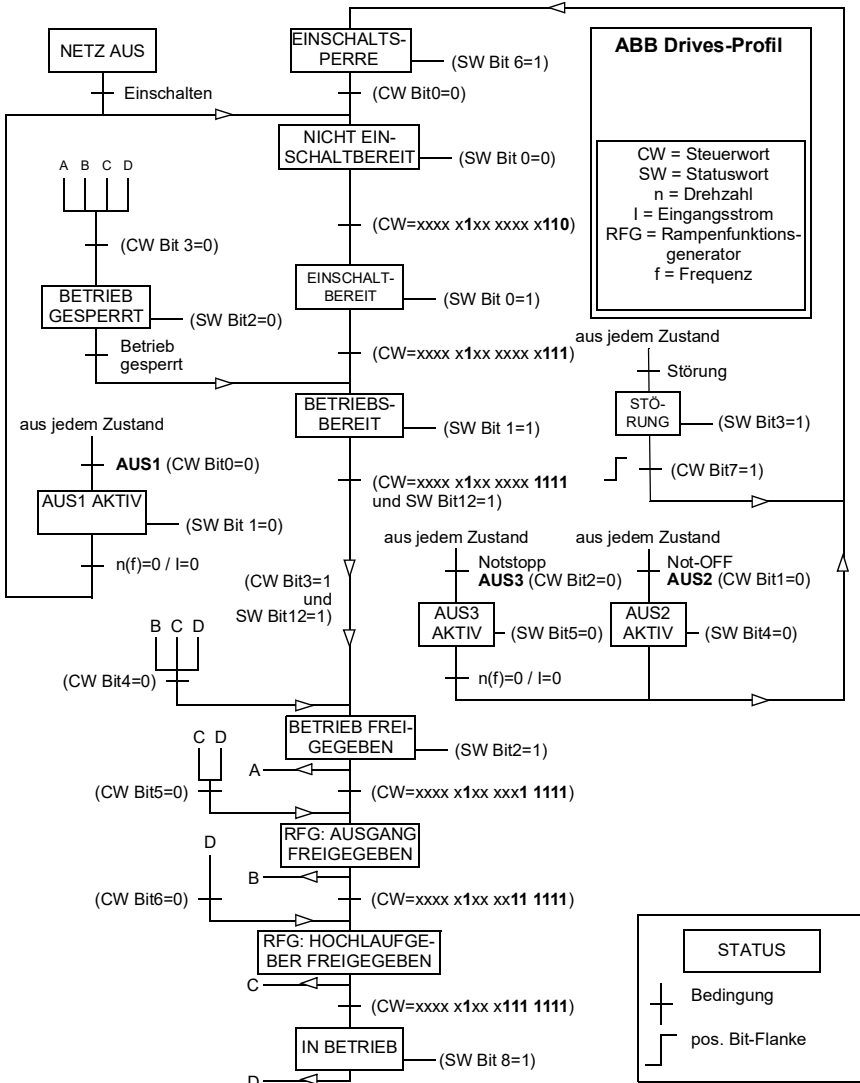 NETZ AUS
EINSCHALTS-
PERRE
(SW Bit 6=1)
Einschalten
(CW Bit0=0)
ABB Drives-Profil
CW = Steuerwort
SW = Statuswort
n = Drehzahl
I = Eingangsstrom
RFG = Rampenfunktions-
generator
f = Frequenz
NICHT EIN-
SCHALTBEREIT
(SW Bit 0=0)
A B C D
(CW Bit 3=0)
(CW=xxxx x1xx xxxx x110)
BETRIEB
GESPERRT
(SW Bit2=0)
EINSCHALT-
BEREIT
(SW Bit 0=1)
Betrieb
gesperrt
(CW=xxxx x1xx xxxx x111)
aus jedem Zustand
Störung
STÖ-
RUNG
(SW Bit3=1)
(CW Bit7=1)
BETRIEBS-
BEREIT
(SW Bit 1=1)
aus jedem Zustand
AUS1 (CW Bit0=0)
AUS1 AKTIV
(SW Bit 1=0)
n(f)=0 / I=0
(CW=xxxx x1xx xxxx 1111
und SW Bit12=1)
(CW Bit3=1
und
SW Bit12=1)
aus jedem Zustand
Notstopp
AUS3 (CW Bit2=0)
AUS3
AKTIV
(SW Bit5=0)
n(f)=0 / I=0
aus jedem Zustand
Not-OFF
AUS2 (CW Bit1=0)
AUS2
AKTIV
(SW Bit4=0)
B C D
(CW Bit4=0)
BETRIEB FREI-
GEGEBEN
(SW Bit2=1)
A
C D
(CW Bit5=0)
(CW=xxxx x1xx xxx1 1111)
RFG: AUSGANG
FREIGEGEBEN
B
D
(CW Bit6=0)
(CW=xxxx x1xx xx11 1111)
RFG: HOCHLAUFGE-
BER FREIGEGEBEN
C
(CW=xxxx x1xx x111 1111)
IN BETRIEB
(SW Bit 8=1)
D
STATUS
Bedingung
pos. Bit-Flanke